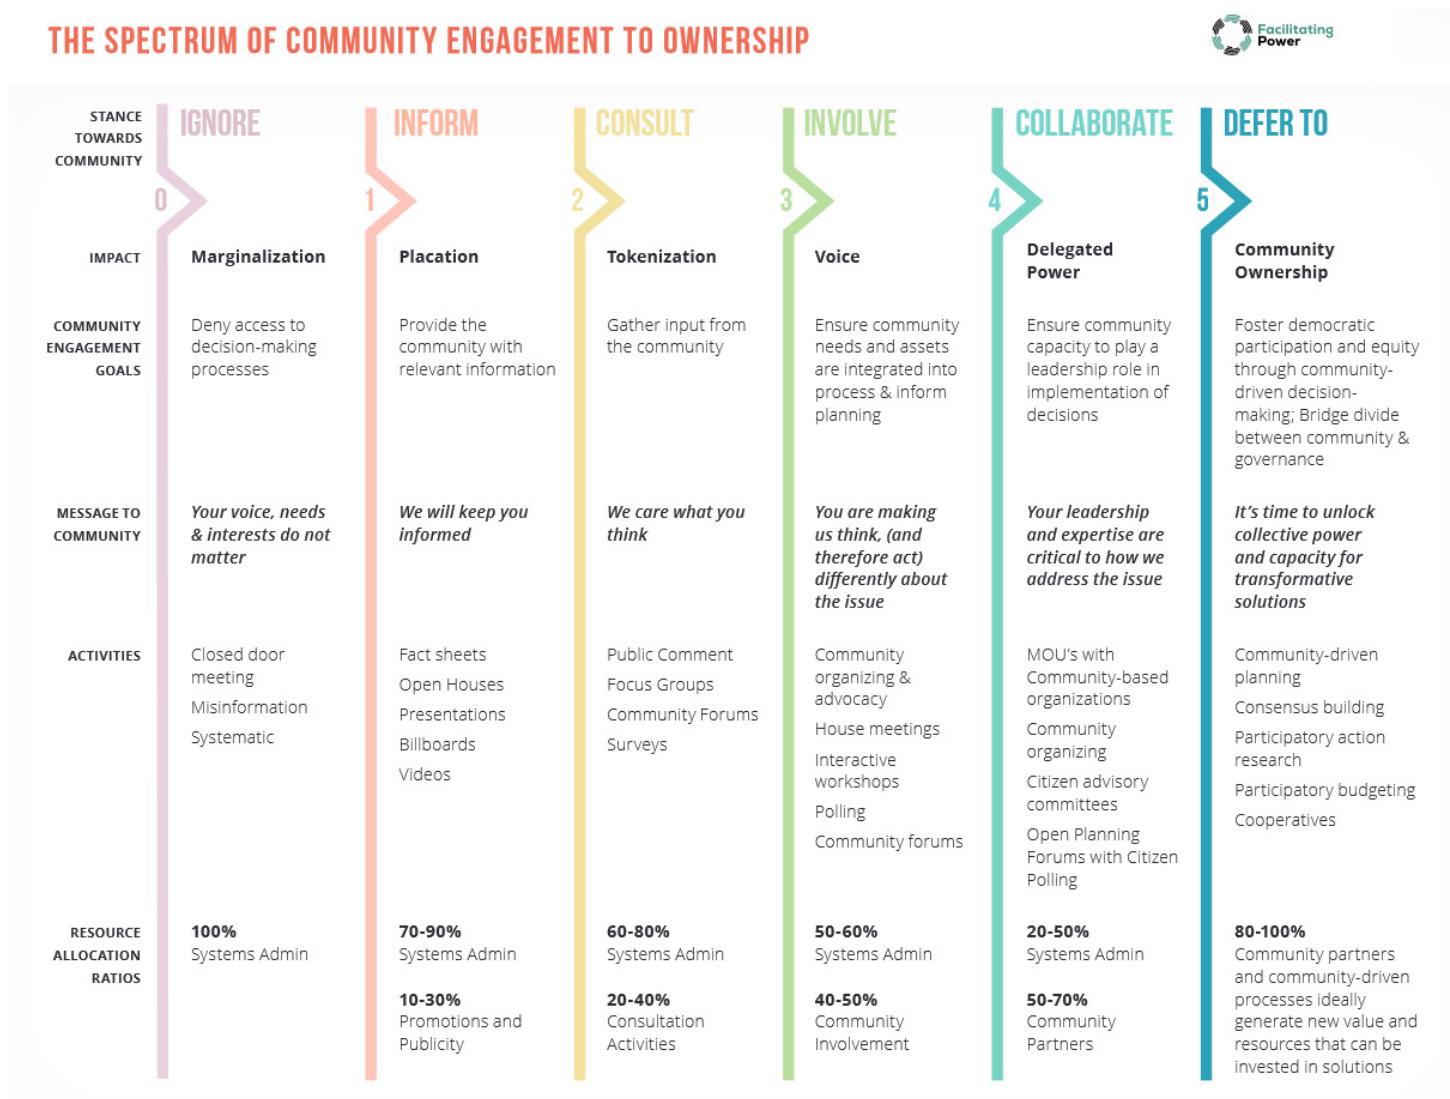 THE SPECTRUM OF COMMUNITY ENGAGEMENT TO OWNERSHIP
Facilitating
Power
STANCE
TOWARDS
COMMUNITY
IGNORE
INFORM
CONSULT
INVOLVE
COLLABORATE
DEFER TO
0
1
2
3
4
5
IMPACT
Marginalization
Placation
Tokenization
Voice
Delegated
Power
Community
Ownership
COMMUNITY
ENGAGEMENT
GOALS
Deny access to
decision-making
processes
Provide the
community with
relevant information
Gather input from
the community
Ensure community
needs and assets
are integrated into
process & inform
planning
Ensure community
capacity to play a
leadership role in
implementation of
decisions
Foster democratic
participation and equity
through community-
driven decision-
making; Bridge divide
between community &
governance
MESSAGE TO
COMMUNITY
Your voice, needs
& interests do not
matter
We will keep you
informed
We care what you
think
You are making
us think, (and
therefore act)
differently about
the issue
Your leadership
and expertise are
critical to how we
address the issue
It's time to unlock
collective power
and capacity for
transformative
solutions
ACTIVITIES
Closed door
meeting
Misinformation
Systematic
Fact sheets
Open Houses
Presentations
Billboards
Videos
Public Comment
Focus Groups
Community Forums
Surveys
Community
organizing &
advocacy
House meetings
Interactive
workshops
Polling
Community forums
MOU's with
Community-based
organizations
Community
organizing
Citizen advisory
committees
Open Planning
Forums with Citizen
Polling
Community-driven
planning
Consensus building
Participatory action
research
Participatory budgeting
Cooperatives
RESOURCE
ALLOCATION
RATIOS
100%
Systems Admin
70-90%
Systems Admin
10-30%
Promotions and
Publicity
60-80%
Systems Admin
20-40%
Consultation
Activities
50-60%
Systems Admin
40-50%
Community
Involvement
20-50%
Systems Admin
50-70%
Community
Partners
80-100%
Community partners
and community-driven
processes ideally
generate new value and
resources that can be
invested in solutions